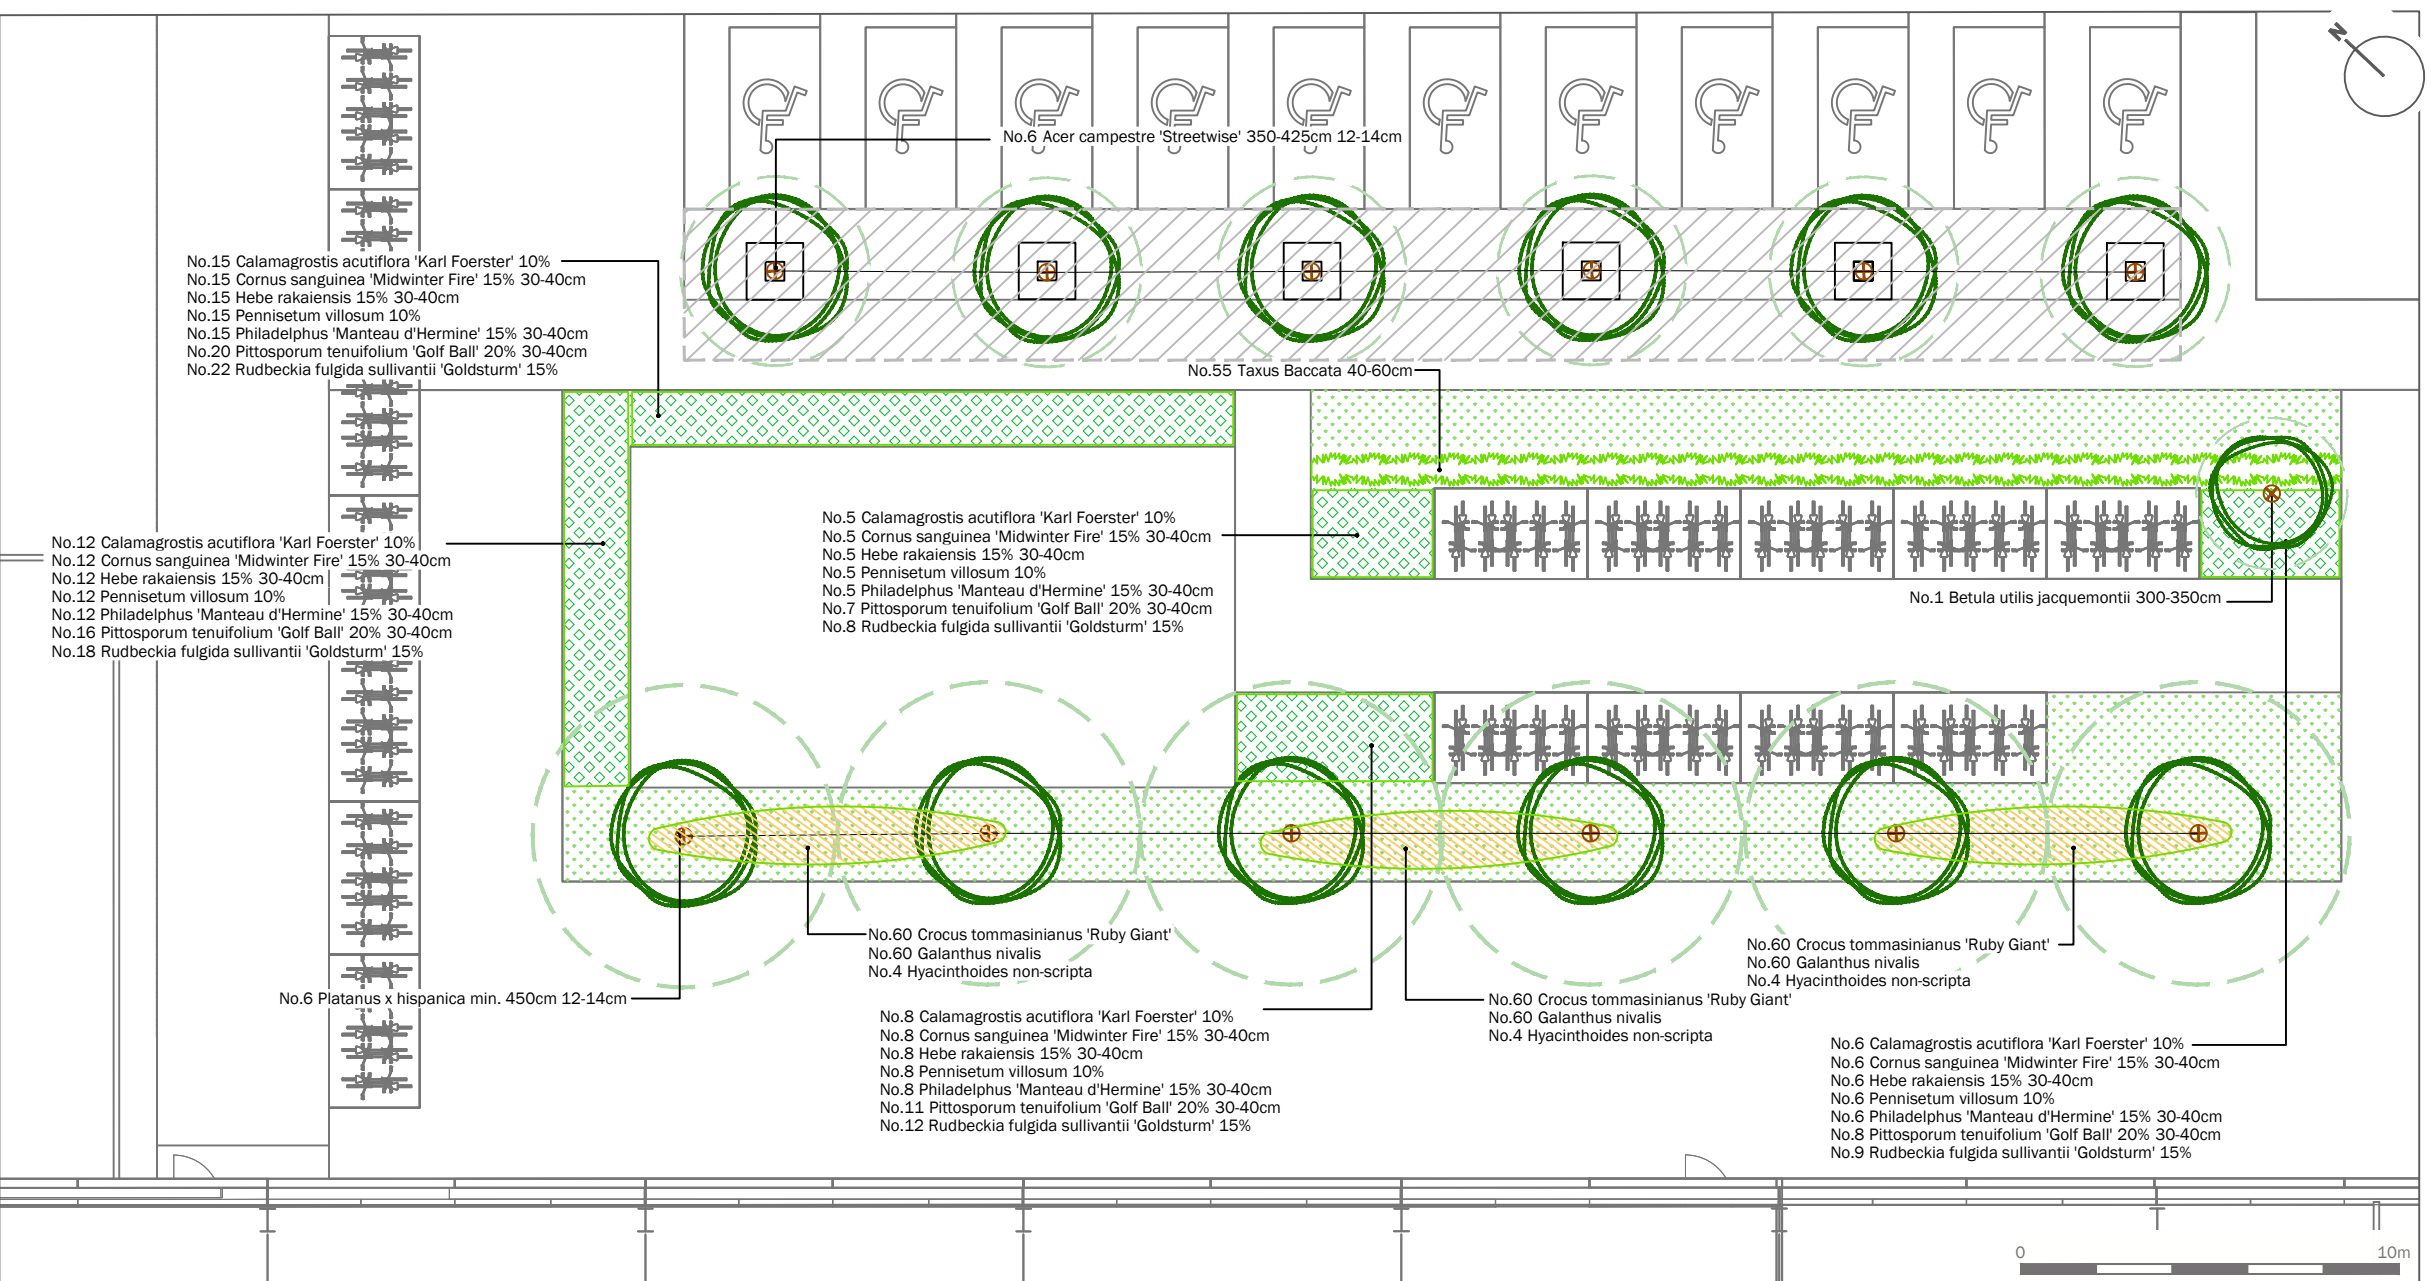 N
No.6 Acer campestre 'Streetwise' 350-425cm 12-14cm
No.15 Calamagrostis acutiflora 'Karl Foerster' 10%
No.15 Cornus sanguinea 'Midwinter Fire' 15% 30-40cm
No.15 Hebe rakaiensis 15% 30-40cm
No.15 Pennisetum villosum 10%
No.15 Philadelphus 'Manteau d'Hermine' 15% 30-40cm
No.20 Pittosporum tenuifolium 'Golf Ball' 20% 30-40cm
No.22 Rudbeckia fulgida sullivantii 'Goldsturm' 15%
No.55 Taxus Baccata 40-60cm
No.12 Calamagrostis acutiflora 'Karl Foerster' 10%
No.12 Cornus sanguinea 'Midwinter Fire' 15% 30-40cm
No.12 Hebe rakaiensis 15% 30-40cm
No.12 Pennisetum villosum 10%
No.12 Philadelphus 'Manteau d'Hermine' 15% 30-40cm
No.16 Pittosporum tenuifolium 'Golf Ball' 20% 30-40cm
No.18 Rudbeckia fulgida sullivantii 'Goldsturm' 15%
No.5 Calamagrostis acutiflora 'Karl Foerster' 10%
No.5 Cornus sanguinea 'Midwinter Fire' 15% 30-40cm
No.5 Hebe rakaiensis 15% 30-40cm
No.5 Pennisetum villosum 10%
No.5 Philadelphus 'Manteau d'Hermine' 15% 30-40cm
No.7 Pittosporum tenuifolium 'Golf Ball' 20% 30-40cm
No.8 Rudbeckia fulgida sullivantii 'Goldsturm' 15%
No.1 Betula utilis jacquemontii 300-350cm
No.60 Crocus tommasinianus 'Ruby Giant'
No.60 Galanthus nivalis
No.4 Hyacinthoides non-scripta
No.60 Crocus tommasinianus 'Ruby Giant'
No.60 Galanthus nivalis
No.4 Hyacinthoides non-scripta
No.6 Platanus x hispanica min. 450cm 12-14cm
No.60 Crocus tommasinianus 'Ruby Giant'
No.60 Galanthus nivalis
No.4 Hyacinthoides non-scripta
No.8 Calamagrostis acutiflora 'Karl Foerster' 10%
No.8 Cornus sanguinea 'Midwinter Fire' 15% 30-40cm
No.8 Hebe rakaiensis 15% 30-40cm
No.8 Pennisetum villosum 10%
No.8 Philadelphus 'Manteau d'Hermine' 15% 30-40cm
No.11 Pittosporum tenuifolium 'Golf Ball' 20% 30-40cm
No.12 Rudbeckia fulgida sullivantii 'Goldsturm' 15%
No.6 Calamagrostis acutiflora 'Karl Foerster' 10%
No.6 Cornus sanguinea 'Midwinter Fire' 15% 30-40cm
No.6 Hebe rakaiensis 15% 30-40cm
No.6 Pennisetum villosum 10%
No.6 Philadelphus 'Manteau d'Hermine' 15% 30-40cm
No.8 Pittosporum tenuifolium 'Golf Ball' 20% 30-40cm
No.9 Rudbeckia fulgida sullivantii 'Goldsturm' 15%
0 10m